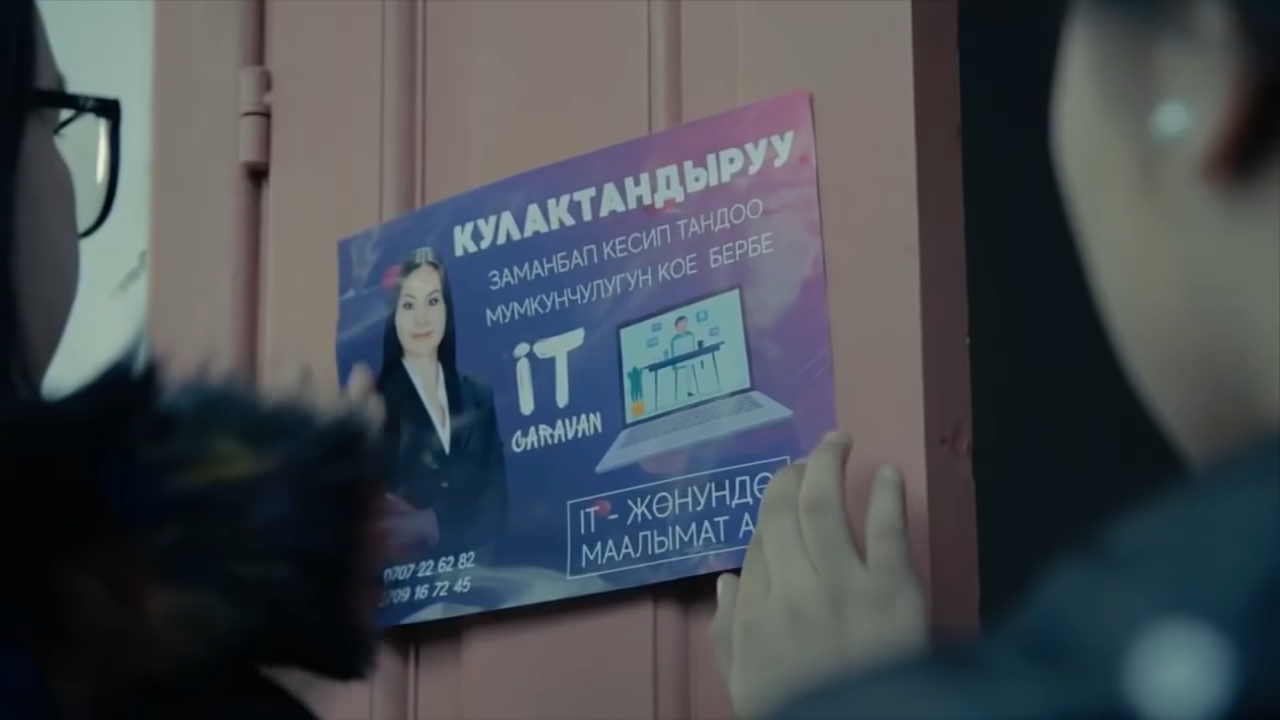 КУЛАКТАНДЫРУУ
ЗАМАНБАП КЕСИП ТАНДОО
МУМКУНЧУЛУГУН КОЕ БЕРБЕ
iT
CARAVAN
IT - ЖӨНУНДӨ
МААЛЫМАТ
0707 22 62 82
0709 16 72 45